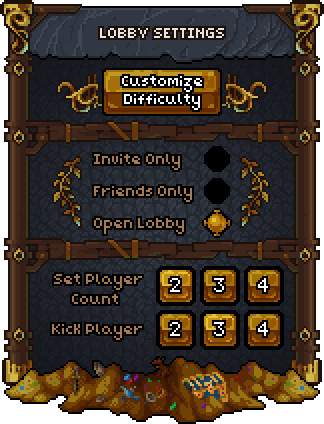 LOBBY SETTINGS
Customize
Difficulty
Invite Only
Friends Only
Open Lobby
Set Player 2 3 4
Count
Kick Player 2 3 4